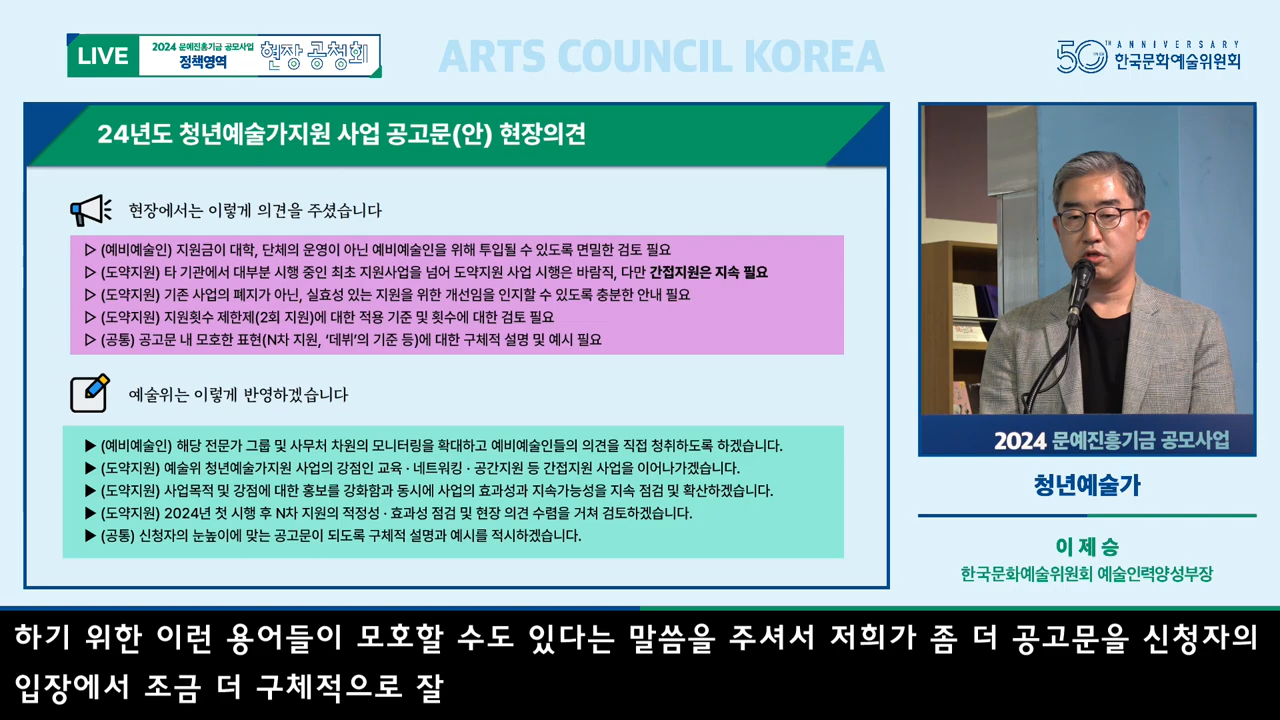 LIVE
2024 문예진흥기금 공모사업
정책영역
현장 공청회
ARTS COUNCIL KOREA
50TH ANNIVERSARY
한국문화예술위원회
24년도 청년예술가지원 사업 공고문(안) 현장의견
현장에서는 이렇게 의견을 주셨습니다
▷ (예비예술인) 지원금이 대학, 단체의 운영이 아닌 예비예술인을 위해 투입될 수 있도록 면밀한 검토 필요
▷ (도약지원) 타 기관에서 대부분 시행 중인 최초 지원사업을 넘어 도약지원 사업 시행은 바람직, 다만 간접지원은 지속 필요
▷ (도약지원) 기존 사업의 폐지가 아닌, 실효성 있는 지원을 위한 개선임을 인지할 수 있도록 충분한 안내 필요
▷ (도약지원) 지원횟수 제한제(2회 지원)에 대한 적용 기준 및 횟수에 대한 검토 필요
▷ (공통) 공고문 내 모호한 표현(N차 지원, ‘데뷔’의 기준 등)에 대한 구체적 설명 및 예시 필요
예술위는 이렇게 반영하겠습니다
▶ (예비예술인) 해당 전문가 그룹 및 사무처 차원의 모니터링을 확대하고 예비예술인들의 의견을 직접 청취하도록 하겠습니다.
▶ (도약지원) 예술위 청년예술가지원 사업의 강점인 교육 · 네트워킹 · 공간지원 등 간접지원 사업을 이어나가겠습니다.
▶ (도약지원) 사업목적 및 강점에 대한 홍보를 강화함과 동시에 사업의 효과성과 지속가능성을 지속 점검 및 확산하겠습니다.
▶ (도약지원) 2024년 첫 시행 후 N차 지원의 적정성 · 효과성 점검 및 현장 의견 수렴을 거쳐 검토하겠습니다.
▶ (공통) 신청자의 눈높이에 맞는 공고문이 되도록 구체적 설명과 예시를 적시하겠습니다.
2024 문예진흥기금 공모사업
청년예술가
이 제 승
한국문화예술위원회 예술인력양성부장
하기 위한 이런 용어들이 모호할 수도 있다는 말씀을 주셔서 저희가 좀 더 공고문을 신청자의
입장에서 조금 더 구체적으로 잘